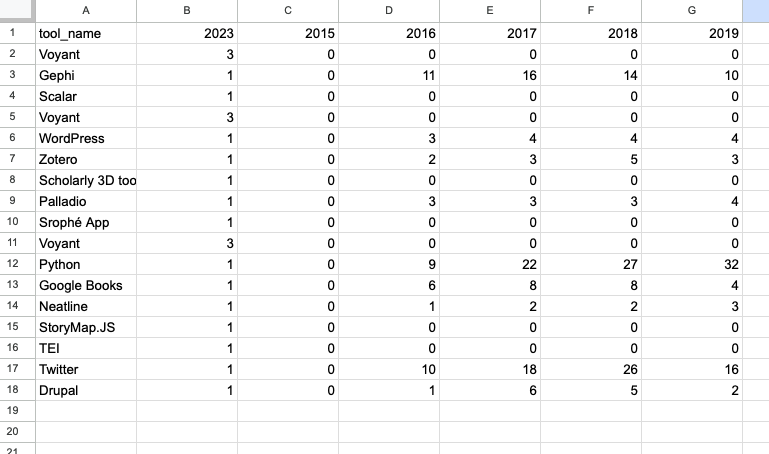 A B C D E F G
1 tool_name 2023 2015 2016 2017 2018 2019
2 Voyant 3 0 0 0 0 0
3 Gephi 1 0 11 16 14 10
4 Scalar 1 0 0 0 0 0
5 Voyant 3 0 0 0 0 0
6 WordPress 1 0 3 4 4 4
7 Zotero 1 0 2 3 5 3
8 Scholarly 3D too 1 0 0 0 0 0
9 Palladio 1 0 3 3 3 4
10 Srophé App 1 0 0 0 0 0
11 Voyant 3 0 0 0 0 0
12 Python 1 0 9 22 27 32
13 Google Books 1 0 6 8 8 4
14 Neatline 1 0 1 2 2 3
15 StoryMap.JS 1 0 0 0 0 0
16 TEI 1 0 0 0 0 0
17 Twitter 1 0 10 18 26 16
18 Drupal 1 0 1 6 5 2
19
20
21